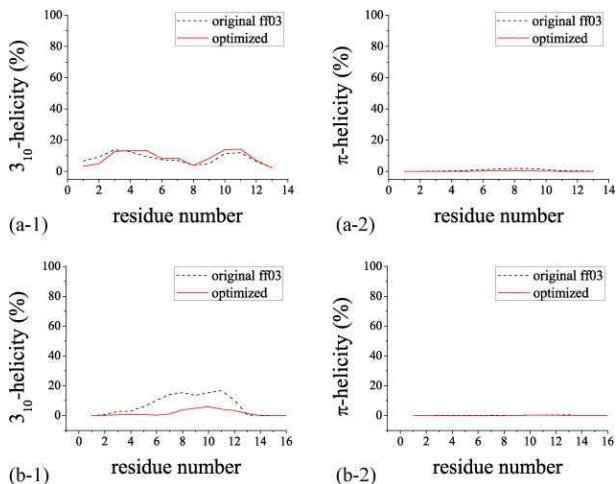 original ff03
optimized
3₁₀-helicity (%)
100
80
60
40
20
0
0 2 4 6 8 10 12 14
residue number
(a-1)
original ff03
optimized
π-helicity (%)
100
80
60
40
20
0
0 2 4 6 8 10 12 14
residue number
(a-2)
original ff03
optimized
3₁₀-helicity (%)
100
80
60
40
20
0
0 2 4 6 8 10 12 14 16
residue number
(b-1)
original ff03
optimized
π-helicity (%)
100
80
60
40
20
0
0 2 4 6 8 10 12 14 16
residue number
(b-2)